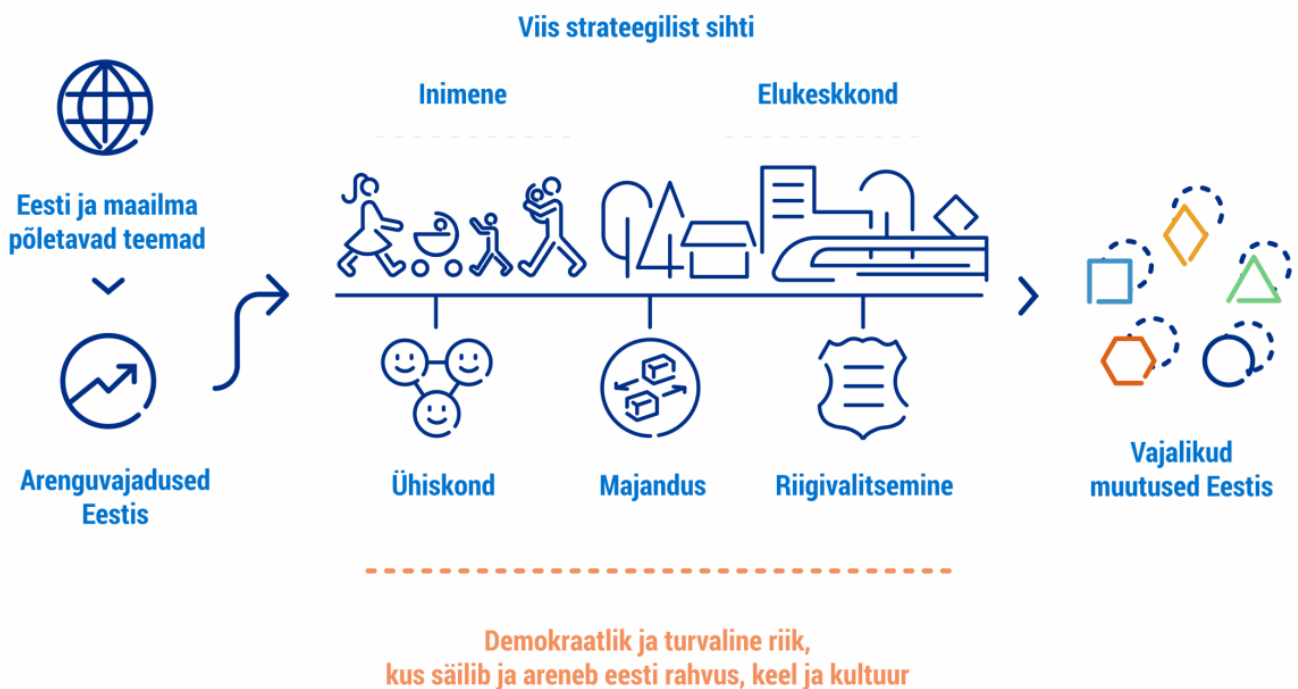 Viis strateegilist sihti
Inimene
Elukeskkond
Eesti ja maailma
põletavad teemad
Arenguvajadused
Eestis
Ühiskond
Majandus
Riigivalitsemine
Vajalikud
muutused Eestis
Demokraatlik ja turvaline riik,
kus säilib ja areneb eesti rahvus, keel ja kultuur